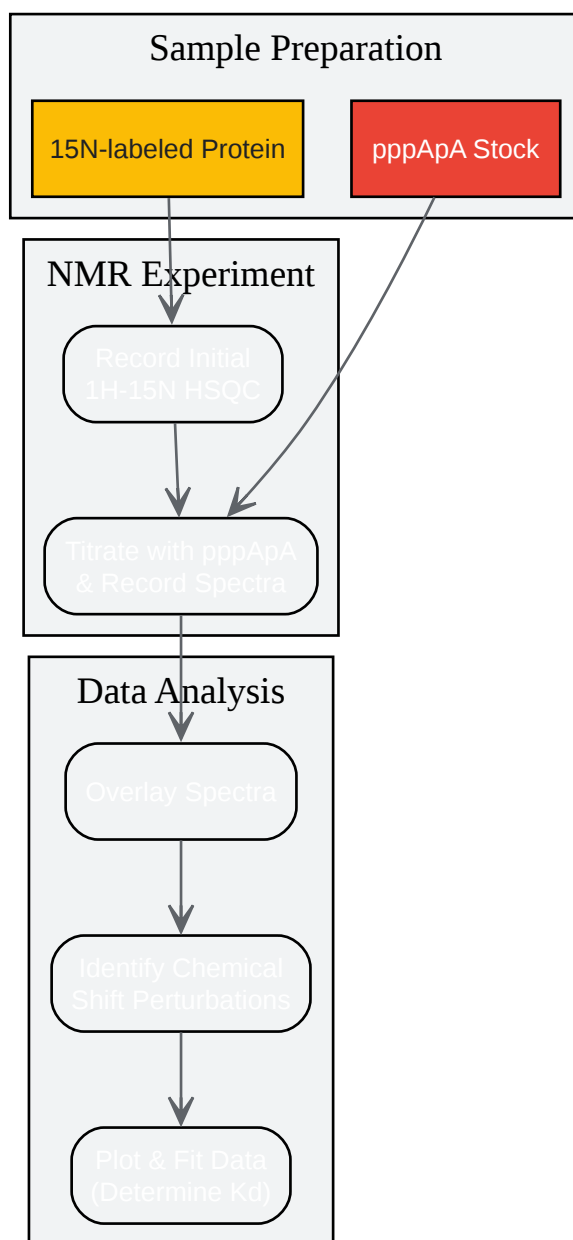 Sample Preparation
15N-labeled Protein
pppApA Stock
NMR Experiment
Record Initial
1H-15N HSQC
Titrate with pppApA
& Record Spectra
Data Analysis
Overlay Spectra
Identify Chemical
Shift Perturbations
Plot & Fit Data
(Determine Kd)